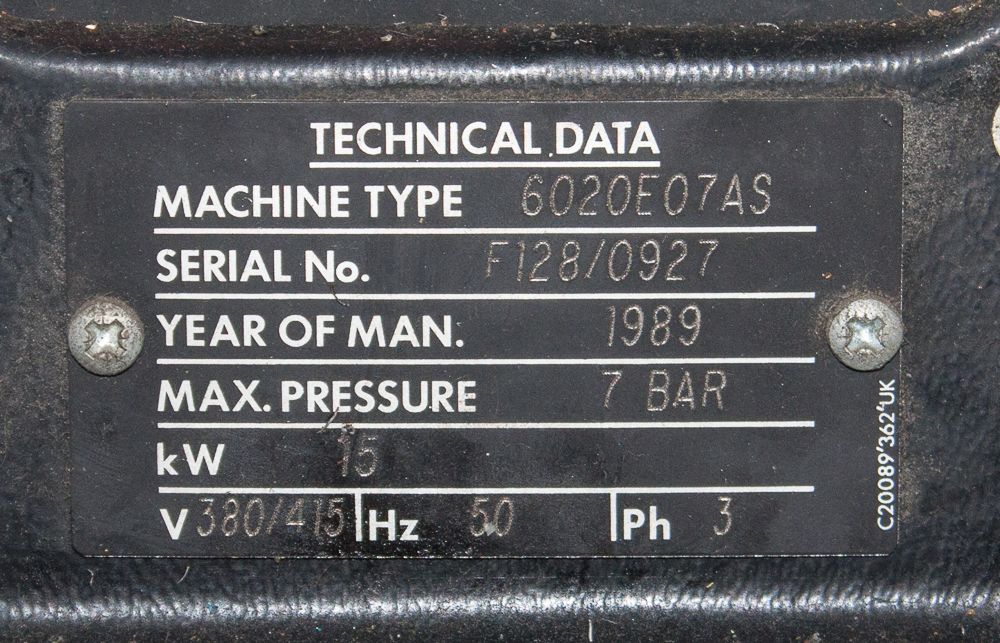 TECHNICAL DATA
MACHINE TYPE 6020E07AS
SERIAL No. F128/0927
YEAR OF MAN. 1989
MAX. PRESSURE 7 BAR
kW 15
V 380/415 Hz 50 Ph 3
C20089'362'UK